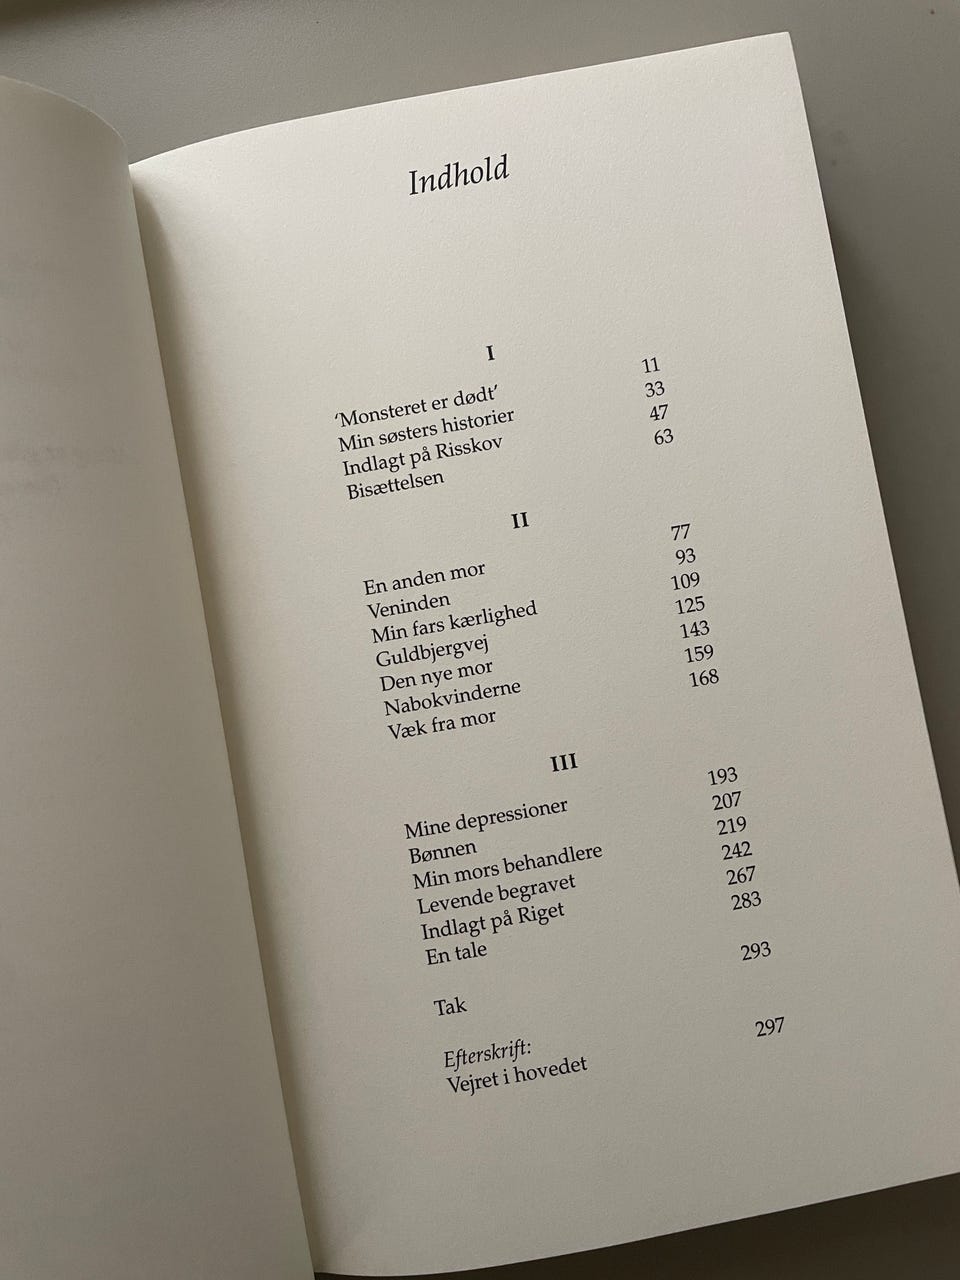 Indhold
I
‘Monsteret er dødt’ 11
Min søsters historier 33
Indlagt på Risskov 47
Bisættelsen 63
II
En anden mor 77
Veninden 93
Min fars kærlighed 109
Guldbjergvej 125
Den nye mor 143
Nabokvinderne 159
Væk fra mor 168
III
Mine depressioner 193
Bønnen 207
Min mors behandlere 219
Levende begravet 242
Indlagt på Riget 267
En tale 283
Tak 293
Efterskrift:
Vejret i hovedet 297